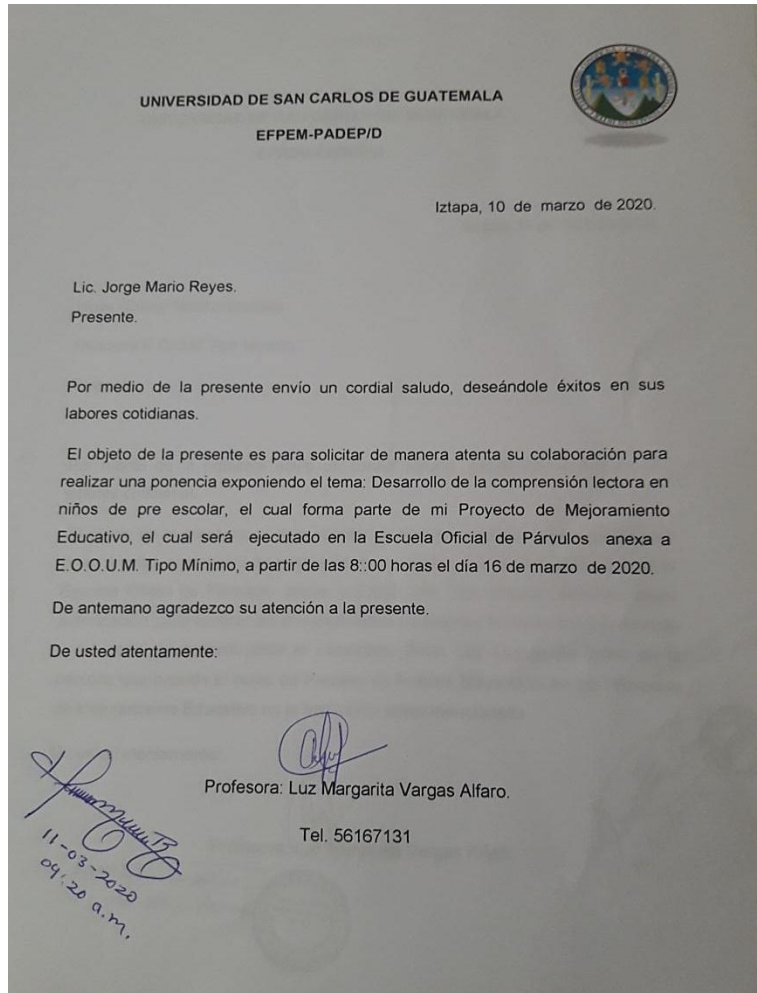 UNIVERSIDAD DE SAN CARLOS DE GUATEMALA
EFPEM-PADEP/D
Iztapa, 10 de marzo de 2020.
Lic. Jorge Mario Reyes.
Presente.
Por medio de la presente envío un cordial saludo, deseándole éxitos en sus
labores cotidianas.
El objeto de la presente es para solicitar de manera atenta su colaboración para
realizar una ponencia exponiendo el tema: Desarrollo de la comprensión lectora en
niños de pre escolar, el cual forma parte de mi Proyecto de Mejoramiento
Educativo, el cual será ejecutado en la Escuela Oficial de Párvulos anexa a
E.O.O.U.M. Tipo Mínimo, a partir de las 8::00 horas el día 16 de marzo de 2020.
De antemano agradezco su atención a la presente.
De usted atentamente:
Profesora: Luz Margarita Vargas Alfaro.
Tel. 56167131
11-03-2020
09:20 a.m.